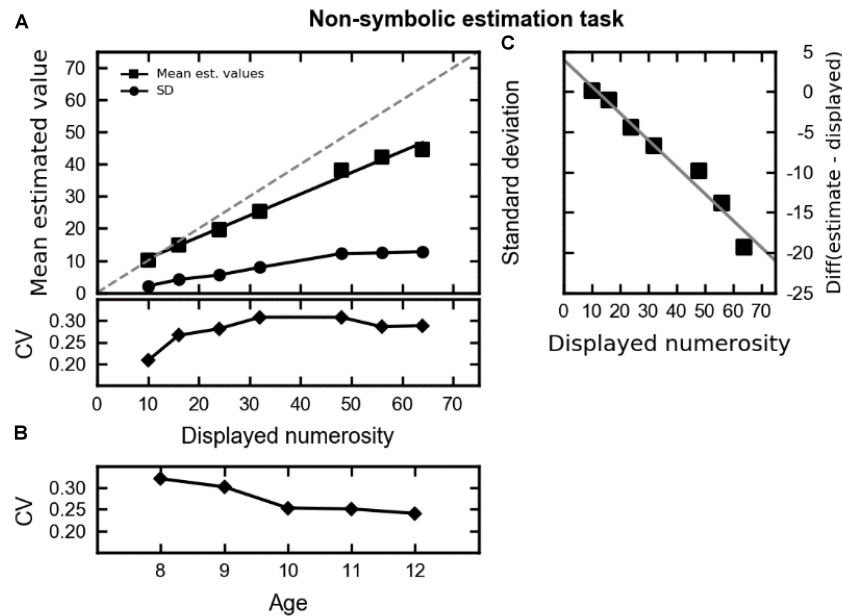 Non-symbolic estimation task
A
Mean estimated value
70
60
50
40
30
20
10
0
Mean est. values
SD
Standard deviation
CV
0.30
0.20
0 10 20 30 40 50 60 70
Displayed numerosity
B
CV
0.30
0.25
0.20
8 9 10 11 12
Age
C
5
0
-5
-10
-15
-20
-25
Diff(estimate - displayed)
0 10 20 30 40 50 60 70
Displayed numerosity